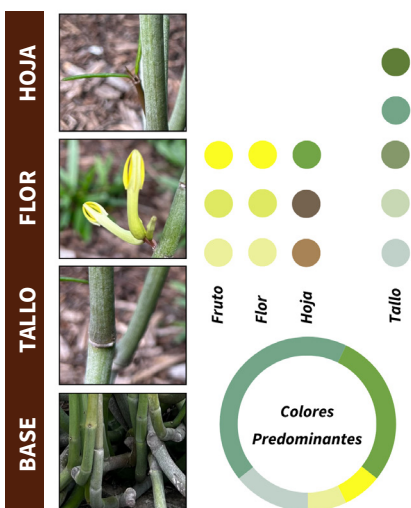 HOJA
FLOR
TALLO
BASE
Fruto
Flor
Hoja
Tallo
Colores
Predominantes